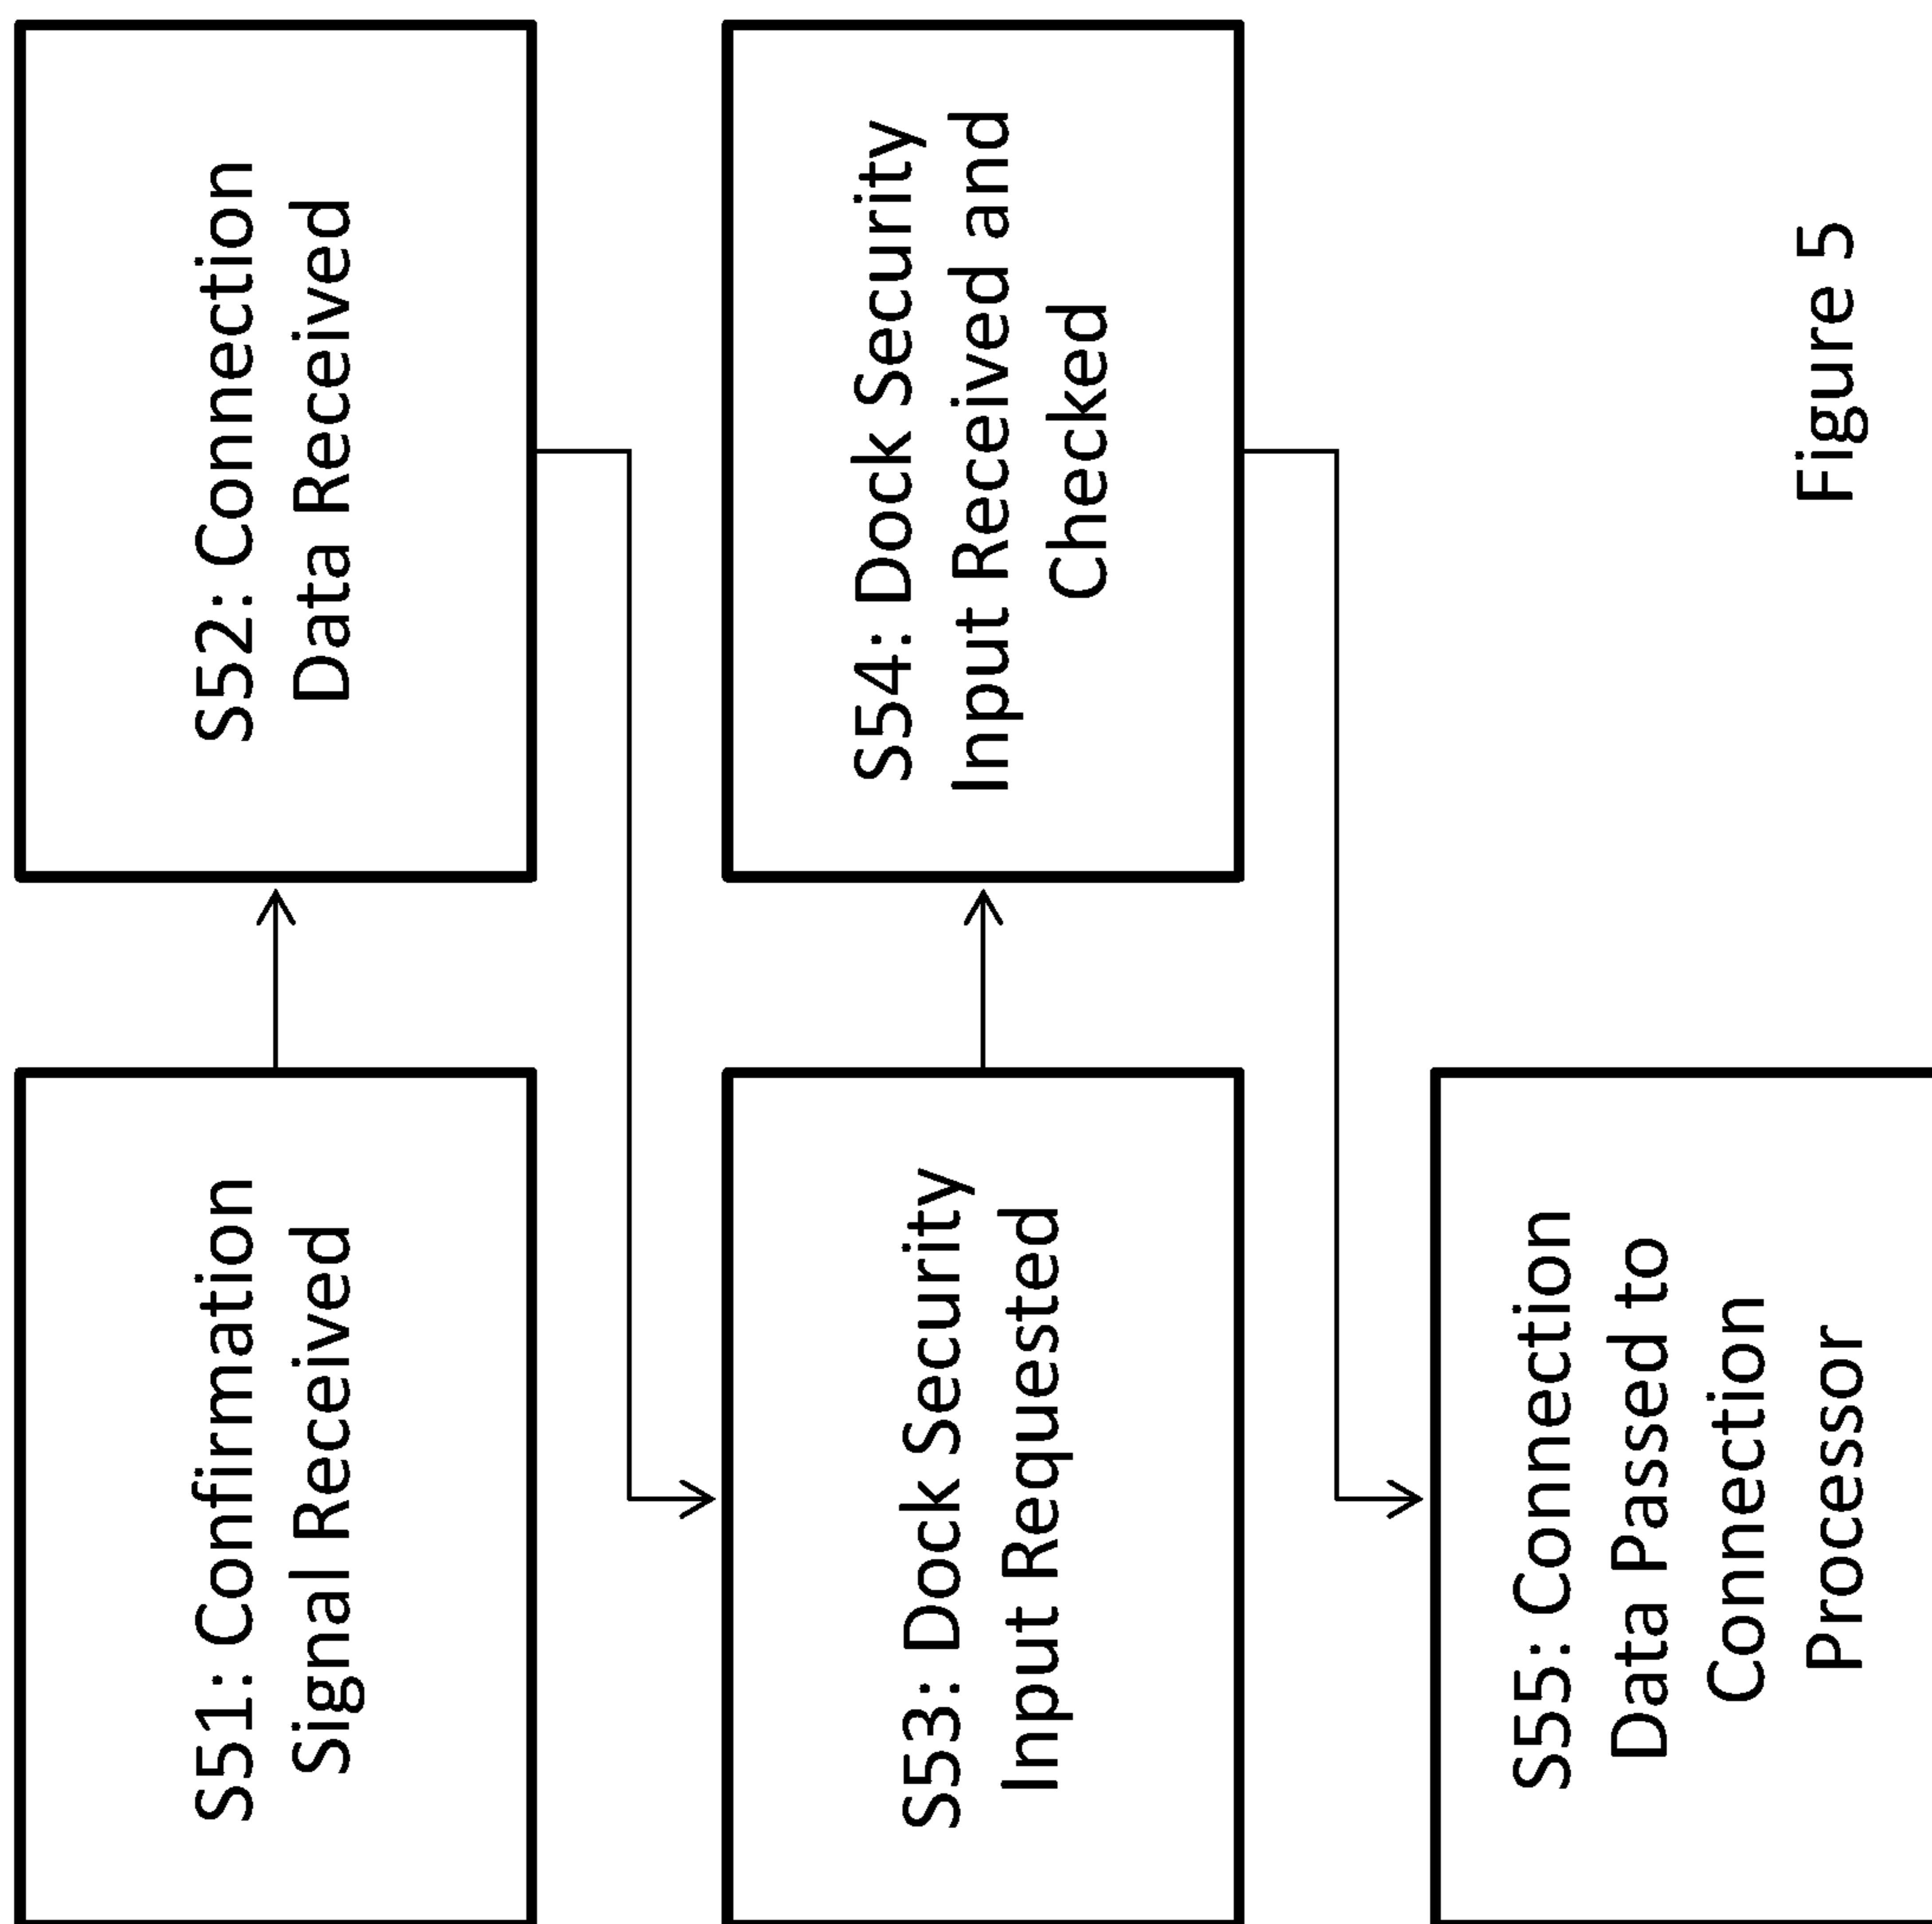 S51: Confirmation
Signal Received
S52: Connection
Data Received
S53: Dock Security
Input Requested
S54: Dock Security
Input Received and
Checked
S55: Connection
Data Passed to
Connection
Processor
Figure 5